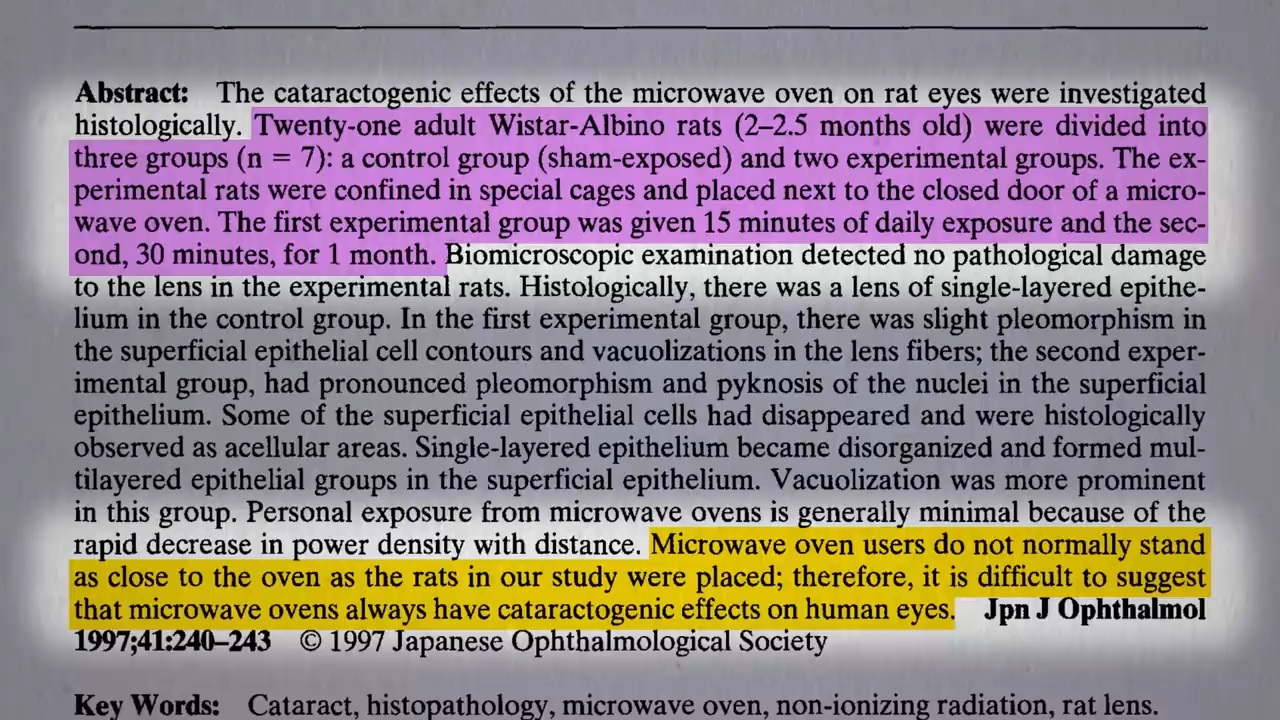 Abstract: The cataractogenic effects of the microwave oven on rat eyes were investigated
histologically. Twenty-one adult Wistar-Albino rats (2–2.5 months old) were divided into
three groups (n = 7): a control group (sham-exposed) and two experimental groups. The ex-
perimental rats were confined in special cages and placed next to the closed door of a micro-
wave oven. The first experimental group was given 15 minutes of daily exposure and the sec-
ond, 30 minutes, for 1 month. Biomicroscopic examination detected no pathological damage
to the lens in the experimental rats. Histologically, there was a lens of single-layered epithe-
lium in the control group. In the first experimental group, there was slight pleomorphism in
the superficial epithelial cell contours and vacuolizations in the lens fibers; the second exper-
imental group, had pronounced pleomorphism and pyknosis of the nuclei in the superficial
epithelium. Some of the superficial epithelial cells had disappeared and were histologically
observed as acellular areas. Single-layered epithelium became disorganized and formed mul-
tilayered epithelial groups in the superficial epithelium. Vacuolization was more prominent
in this group. Personal exposure from microwave ovens is generally minimal because of the
rapid decrease in power density with distance. Microwave oven users do not normally stand
as close to the oven as the rats in our study were placed; therefore, it is difficult to suggest
that microwave ovens always have cataractogenic effects on human eyes. Jpn J Ophthalmol
1997;41:240–243 © 1997 Japanese Ophthalmological Society
Key Words: Cataract, histopathology, microwave oven, non-ionizing radiation, rat lens.